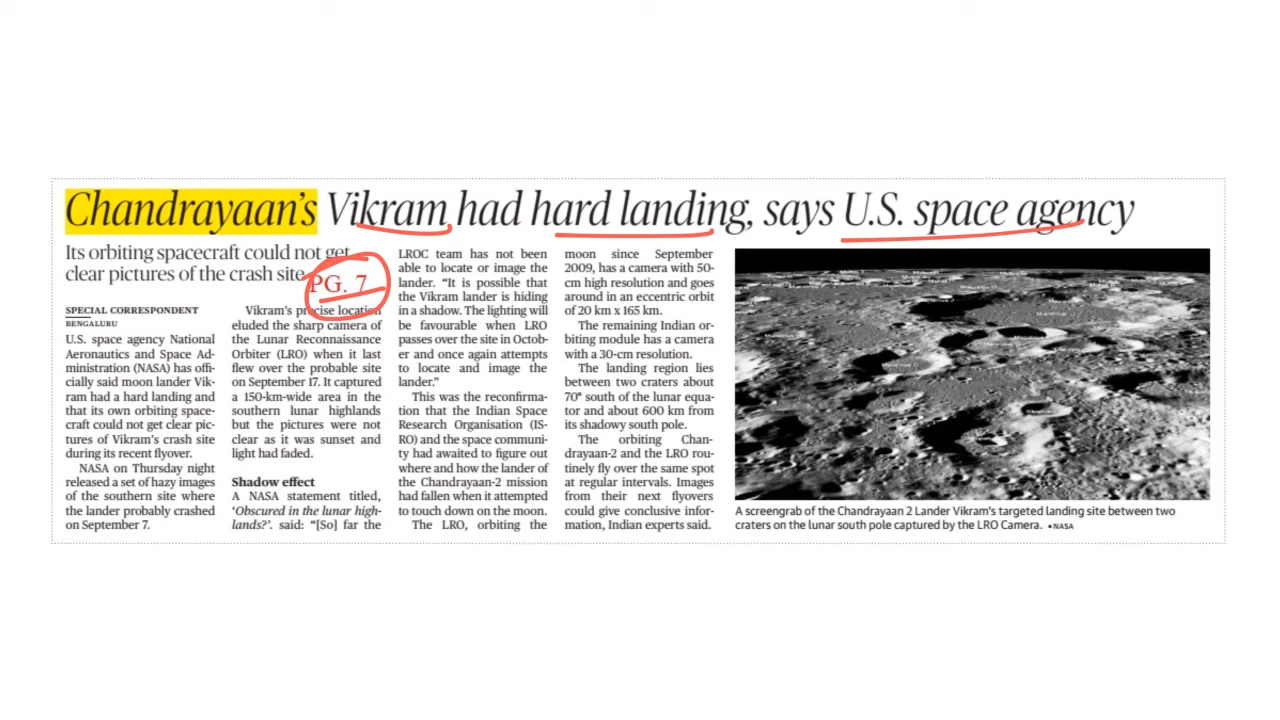 Chandrayaan's Vikram had hard landing, says U.S. space agency
Its orbiting spacecraft could not get
clear pictures of the crash site
PG. 7
SPECIAL CORRESPONDENT
BENGALURU
U.S. space agency National
Aeronautics and Space Ad-
ministration (NASA) has offi-
cially said moon lander Vik-
ram had a hard landing and
that its own orbiting space-
craft could not get clear pic-
tures of Vikram's crash site
during its recent flyover.
NASA on Thursday night
released a set of hazy images
of the southern site where
the lander probably crashed
on September 7.
Vikram's precise location
eluded the sharp camera of
the Lunar Reconnaissance
Orbiter (LRO) when it last
flew over the probable site
on September 17. It captured
a 150-km-wide area in the
southern lunar highlands
but the pictures were not
clear as it was sunset and
light had faded.
Shadow effect
A NASA statement titled,
'Obscured in the lunar high-
lands?'. said: "[So] far the
LROC team has not been
able to locate or image the
lander. "It is possible that
the Vikram lander is hiding
in a shadow. The lighting will
be favourable when LRO
passes over the site in Octob-
er and once again attempts
to locate and image the
lander."
This was the reconfirma-
tion that the Indian Space
Research Organisation (IS-
RO) and the space communi-
ty had awaited to figure out
where and how the lander of
the Chandrayaan-2 mission
had fallen when it attempted
to touch down on the moon.
The LRO, orbiting the
moon since September
2009, has a camera with 50-
cm high resolution and goes
around in an eccentric orbit
of 20 km x 165 km.
The remaining Indian or-
biting module has a camera
with a 30-cm resolution.
The landing region lies
between two craters about
70° south of the lunar equa-
tor and about 600 km from
its shadowy south pole.
The orbiting Chan-
drayaan-2 and the LRO rou-
tinely fly over the same spot
at regular intervals. Images
from their next flyovers
could give conclusive infor-
mation, Indian experts said.
A screengrab of the Chandrayaan 2 Lander Vikram's targeted landing site between two
craters on the lunar south pole captured by the LRO Camera. •NASA